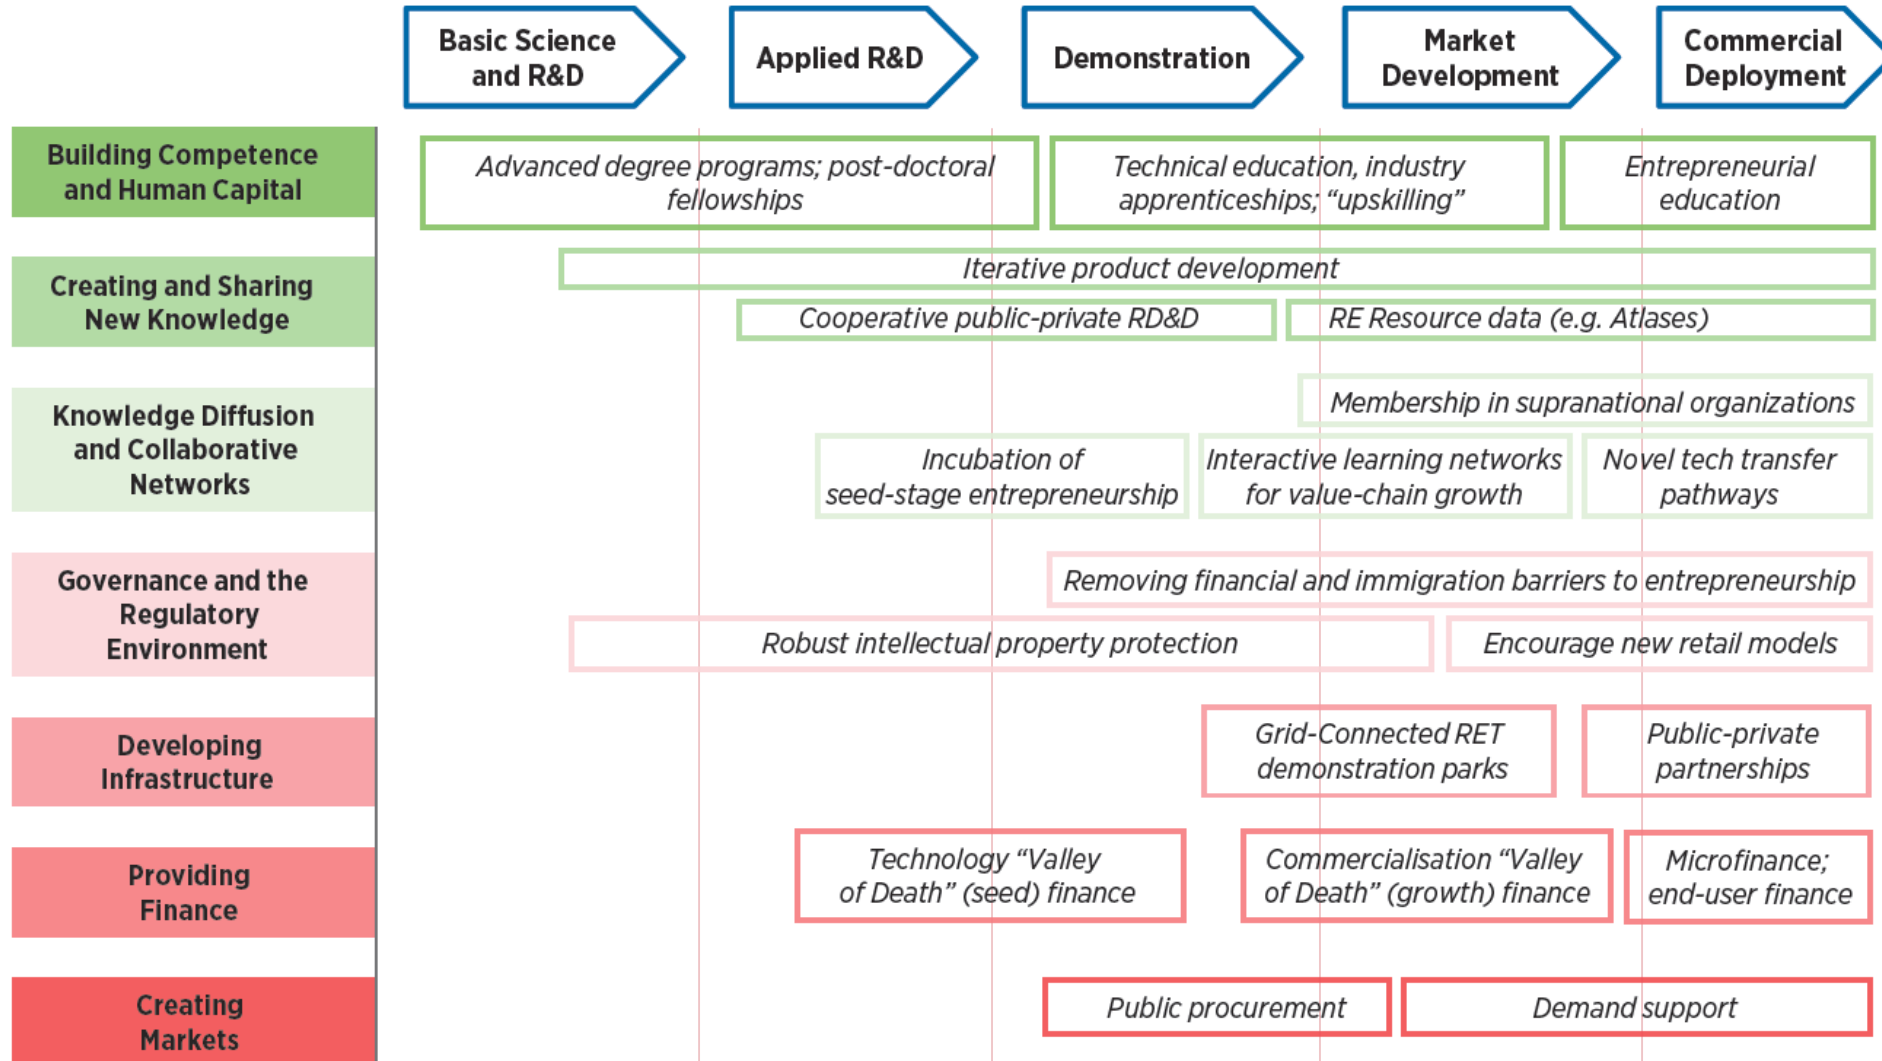 Basic Science
and R&D
Applied R&D
Demonstration
Market
Development
Commercial
Deployment
Building Competence
and Human Capital
Advanced degree programs; post-doctoral
fellowships
Technical education, industry
apprenticeships; “upskilling”
Entrepreneurial
education
Creating and Sharing
New Knowledge
Iterative product development
Cooperative public-private RD&D
RE Resource data (e.g. Atlases)
Knowledge Diffusion
and Collaborative
Networks
Membership in supranational organizations
Incubation of
seed-stage entrepreneurship
Interactive learning networks
for value-chain growth
Novel tech transfer
pathways
Governance and the
Regulatory
Environment
Removing financial and immigration barriers to entrepreneurship
Robust intellectual property protection
Encourage new retail models
Developing
Infrastructure
Grid-Connected RET
demonstration parks
Public-private
partnerships
Providing
Finance
Technology “Valley
of Death” (seed) finance
Commercialisation “Valley
of Death” (growth) finance
Microfinance;
end-user finance
Creating
Markets
Public procurement
Demand support